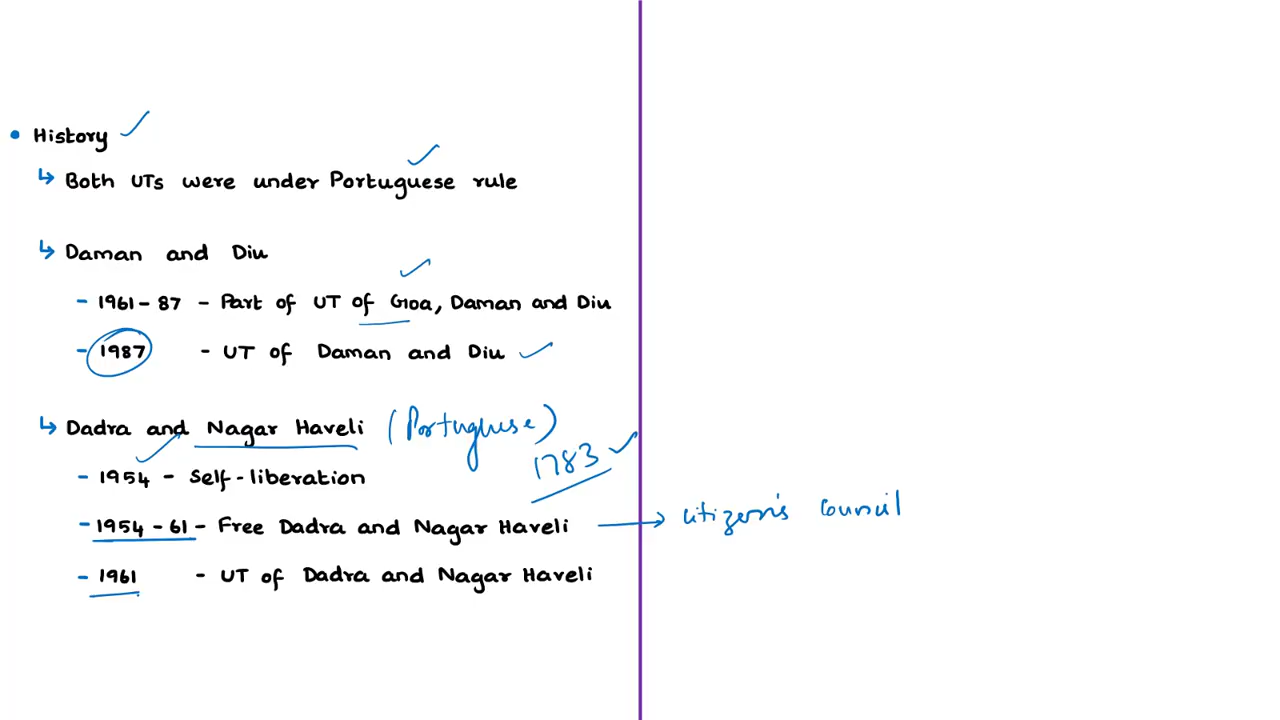 • History
↳ Both UTs were under Portuguese rule
↳ Daman and Diu
- 1961-87 - Part of UT of Goa, Daman and Diu
- 1987 - UT of Daman and Diu
↳ Dadra and Nagar Haveli (Portuguese)
1783
- 1954 - Self-liberation
- 1954-61 - Free Dadra and Nagar Haveli → citizen's council
- 1961 - UT of Dadra and Nagar Haveli